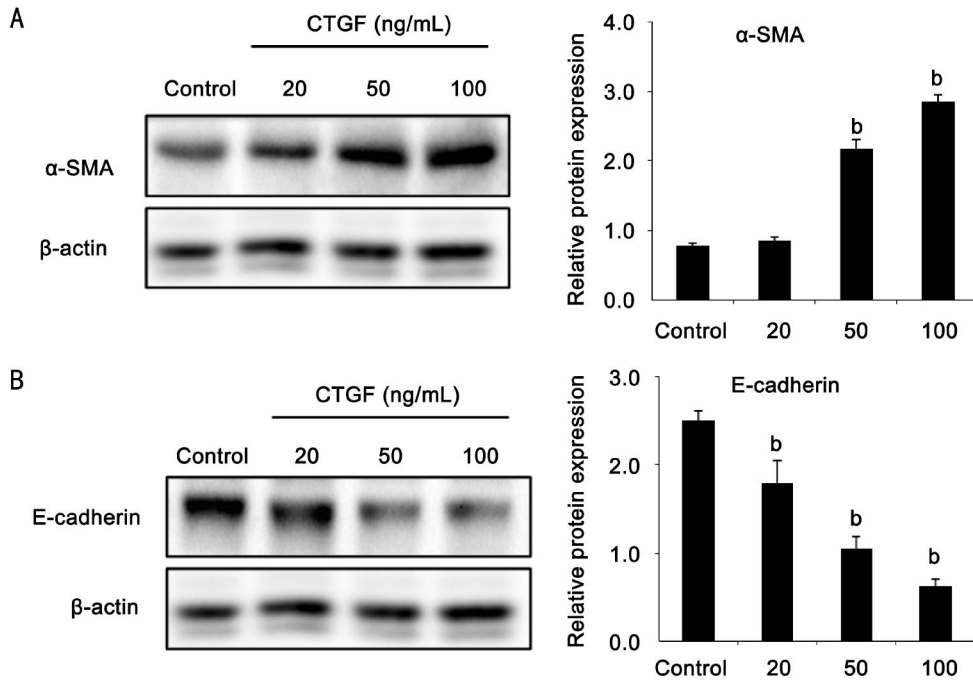 A
CTGF (ng/mL)
Control 20 50 100
α-SMA
β-actin
Relative protein expression
α-SMA
4.0
3.0
2.0
1.0
0.0
b
b
Control 20 50 100
B
CTGF (ng/mL)
Control 20 50 100
E-cadherin
β-actin
Relative protein expression
E-cadherin
3.0
2.0
1.0
0.0
b
b
b
Control 20 50 100